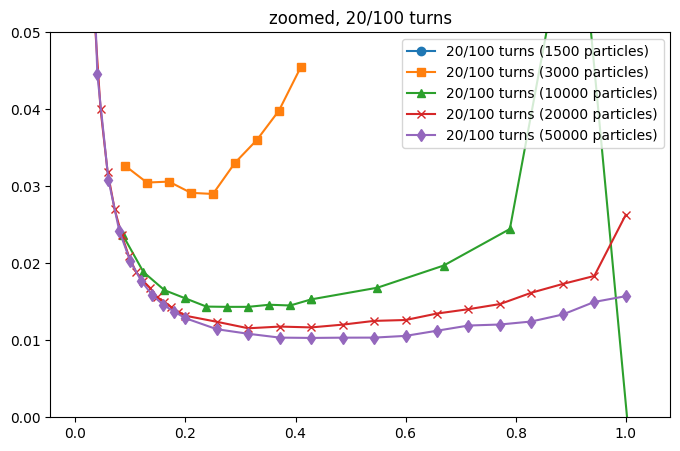 zoomed, 20/100 turns
0.05
0.04
0.03
0.02
0.01
0.00
20/100 turns (1500 particles)
20/100 turns (3000 particles)
20/100 turns (10000 particles)
20/100 turns (20000 particles)
20/100 turns (50000 particles)
0.0 0.2 0.4 0.6 0.8 1.0